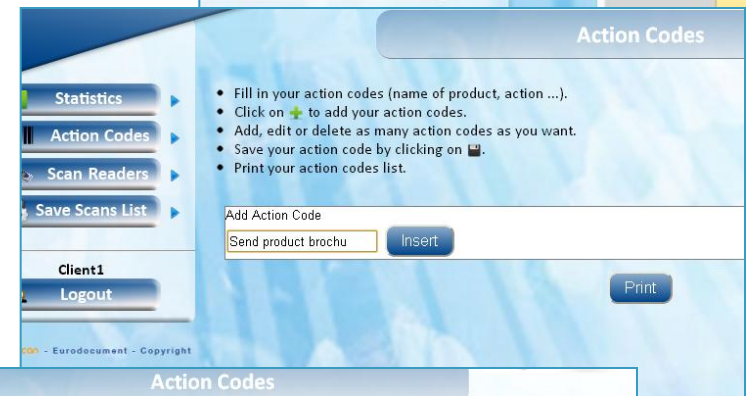 Action Codes
Statistics
Action Codes
Scan Readers
Save Scans List
Client1
Logout
- Eurodocument - Copyright
• Fill in your action codes (name of product, action ...).
• Click on to add your action codes.
• Add, edit or delete as many action codes as you want.
• Save your action code by clicking on .
• Print your action codes list.
Add Action Code
Send product brochu Insert
Print
Action Codes